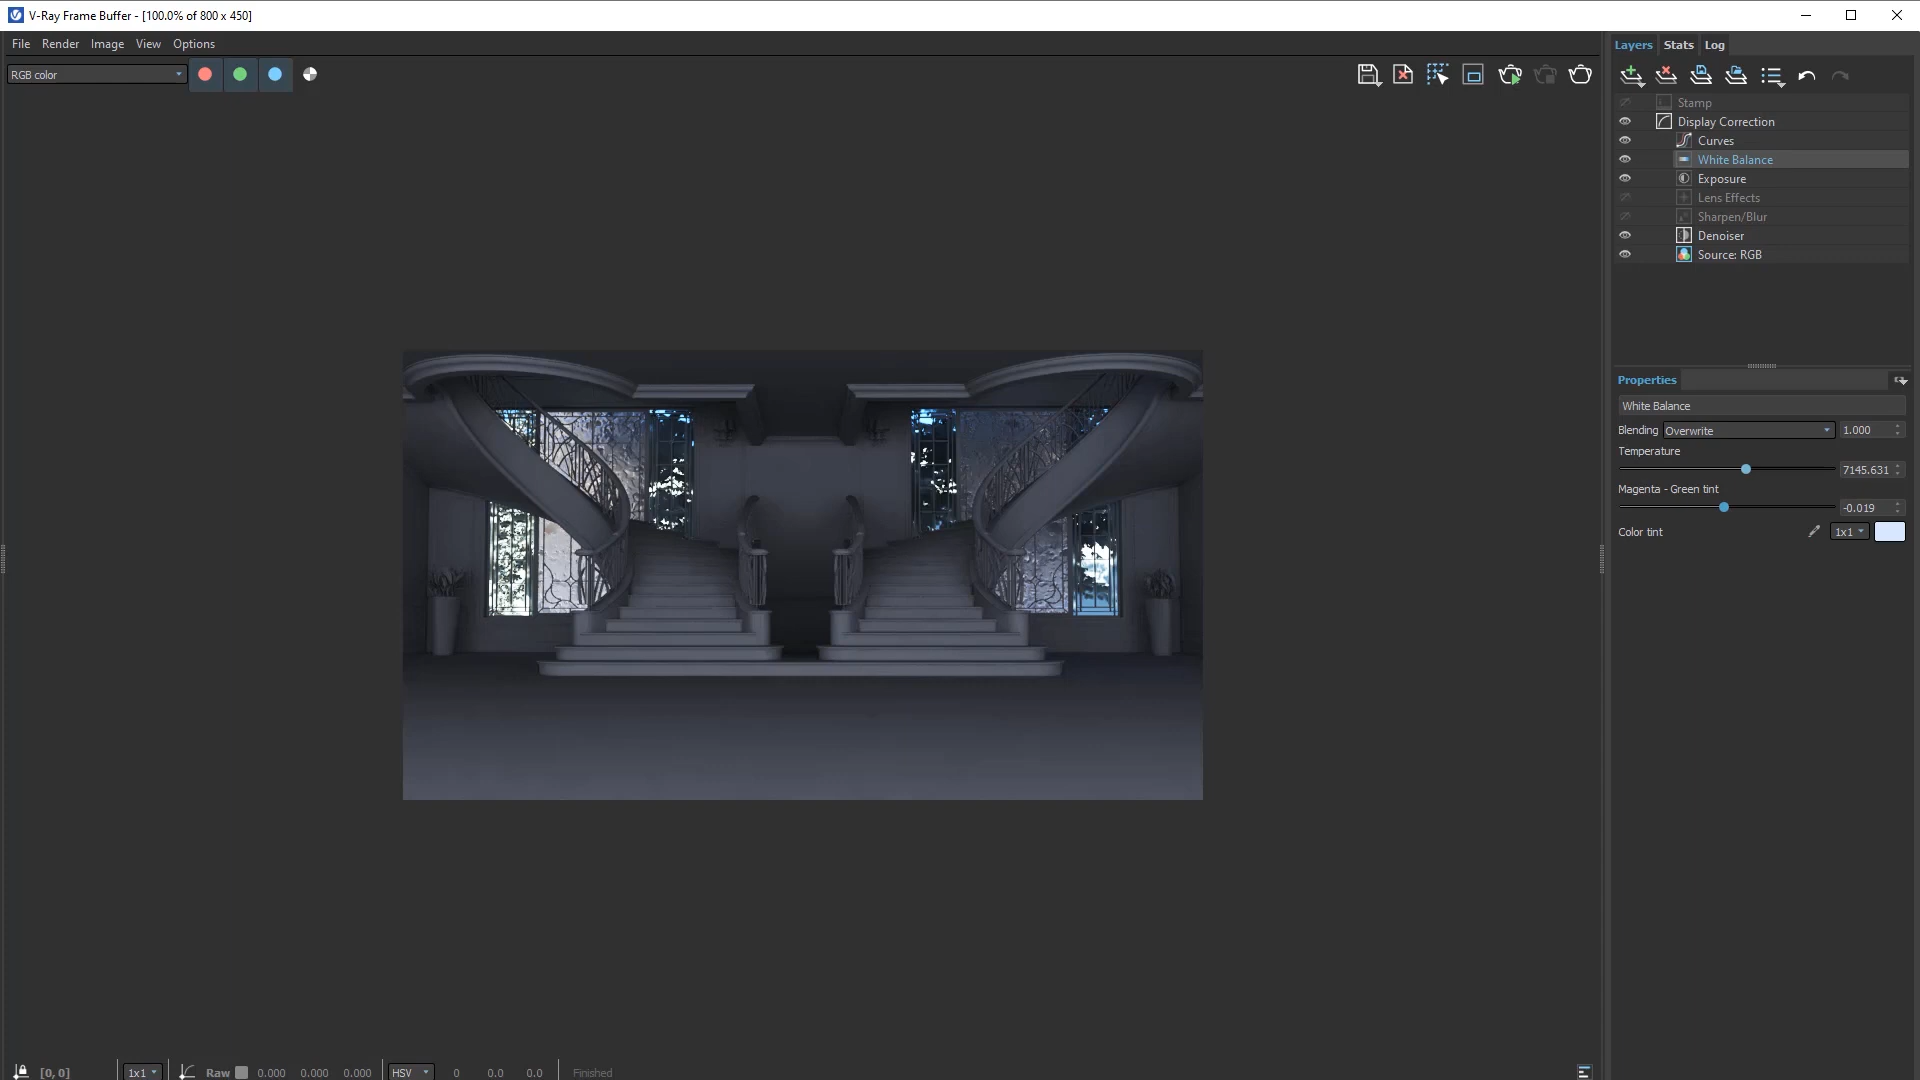 V-Ray Frame Buffer - [100.0% of 800 x 450]
File Render Image View Options
RGB color
Layers Stats Log
Stamp
Display Correction
Curves
White Balance
Exposure
Lens Effects
Sharpen/Blur
Denoiser
Source: RGB
Properties
White Balance
Blending Overwrite 1.000
Temperature
7145.631
Magenta - Green tint
-0.019
Color tint 1x1
[0, 0] 1x1 Raw 0.000 0.000 0.000 HSV 0 0.0 0.0 Finished